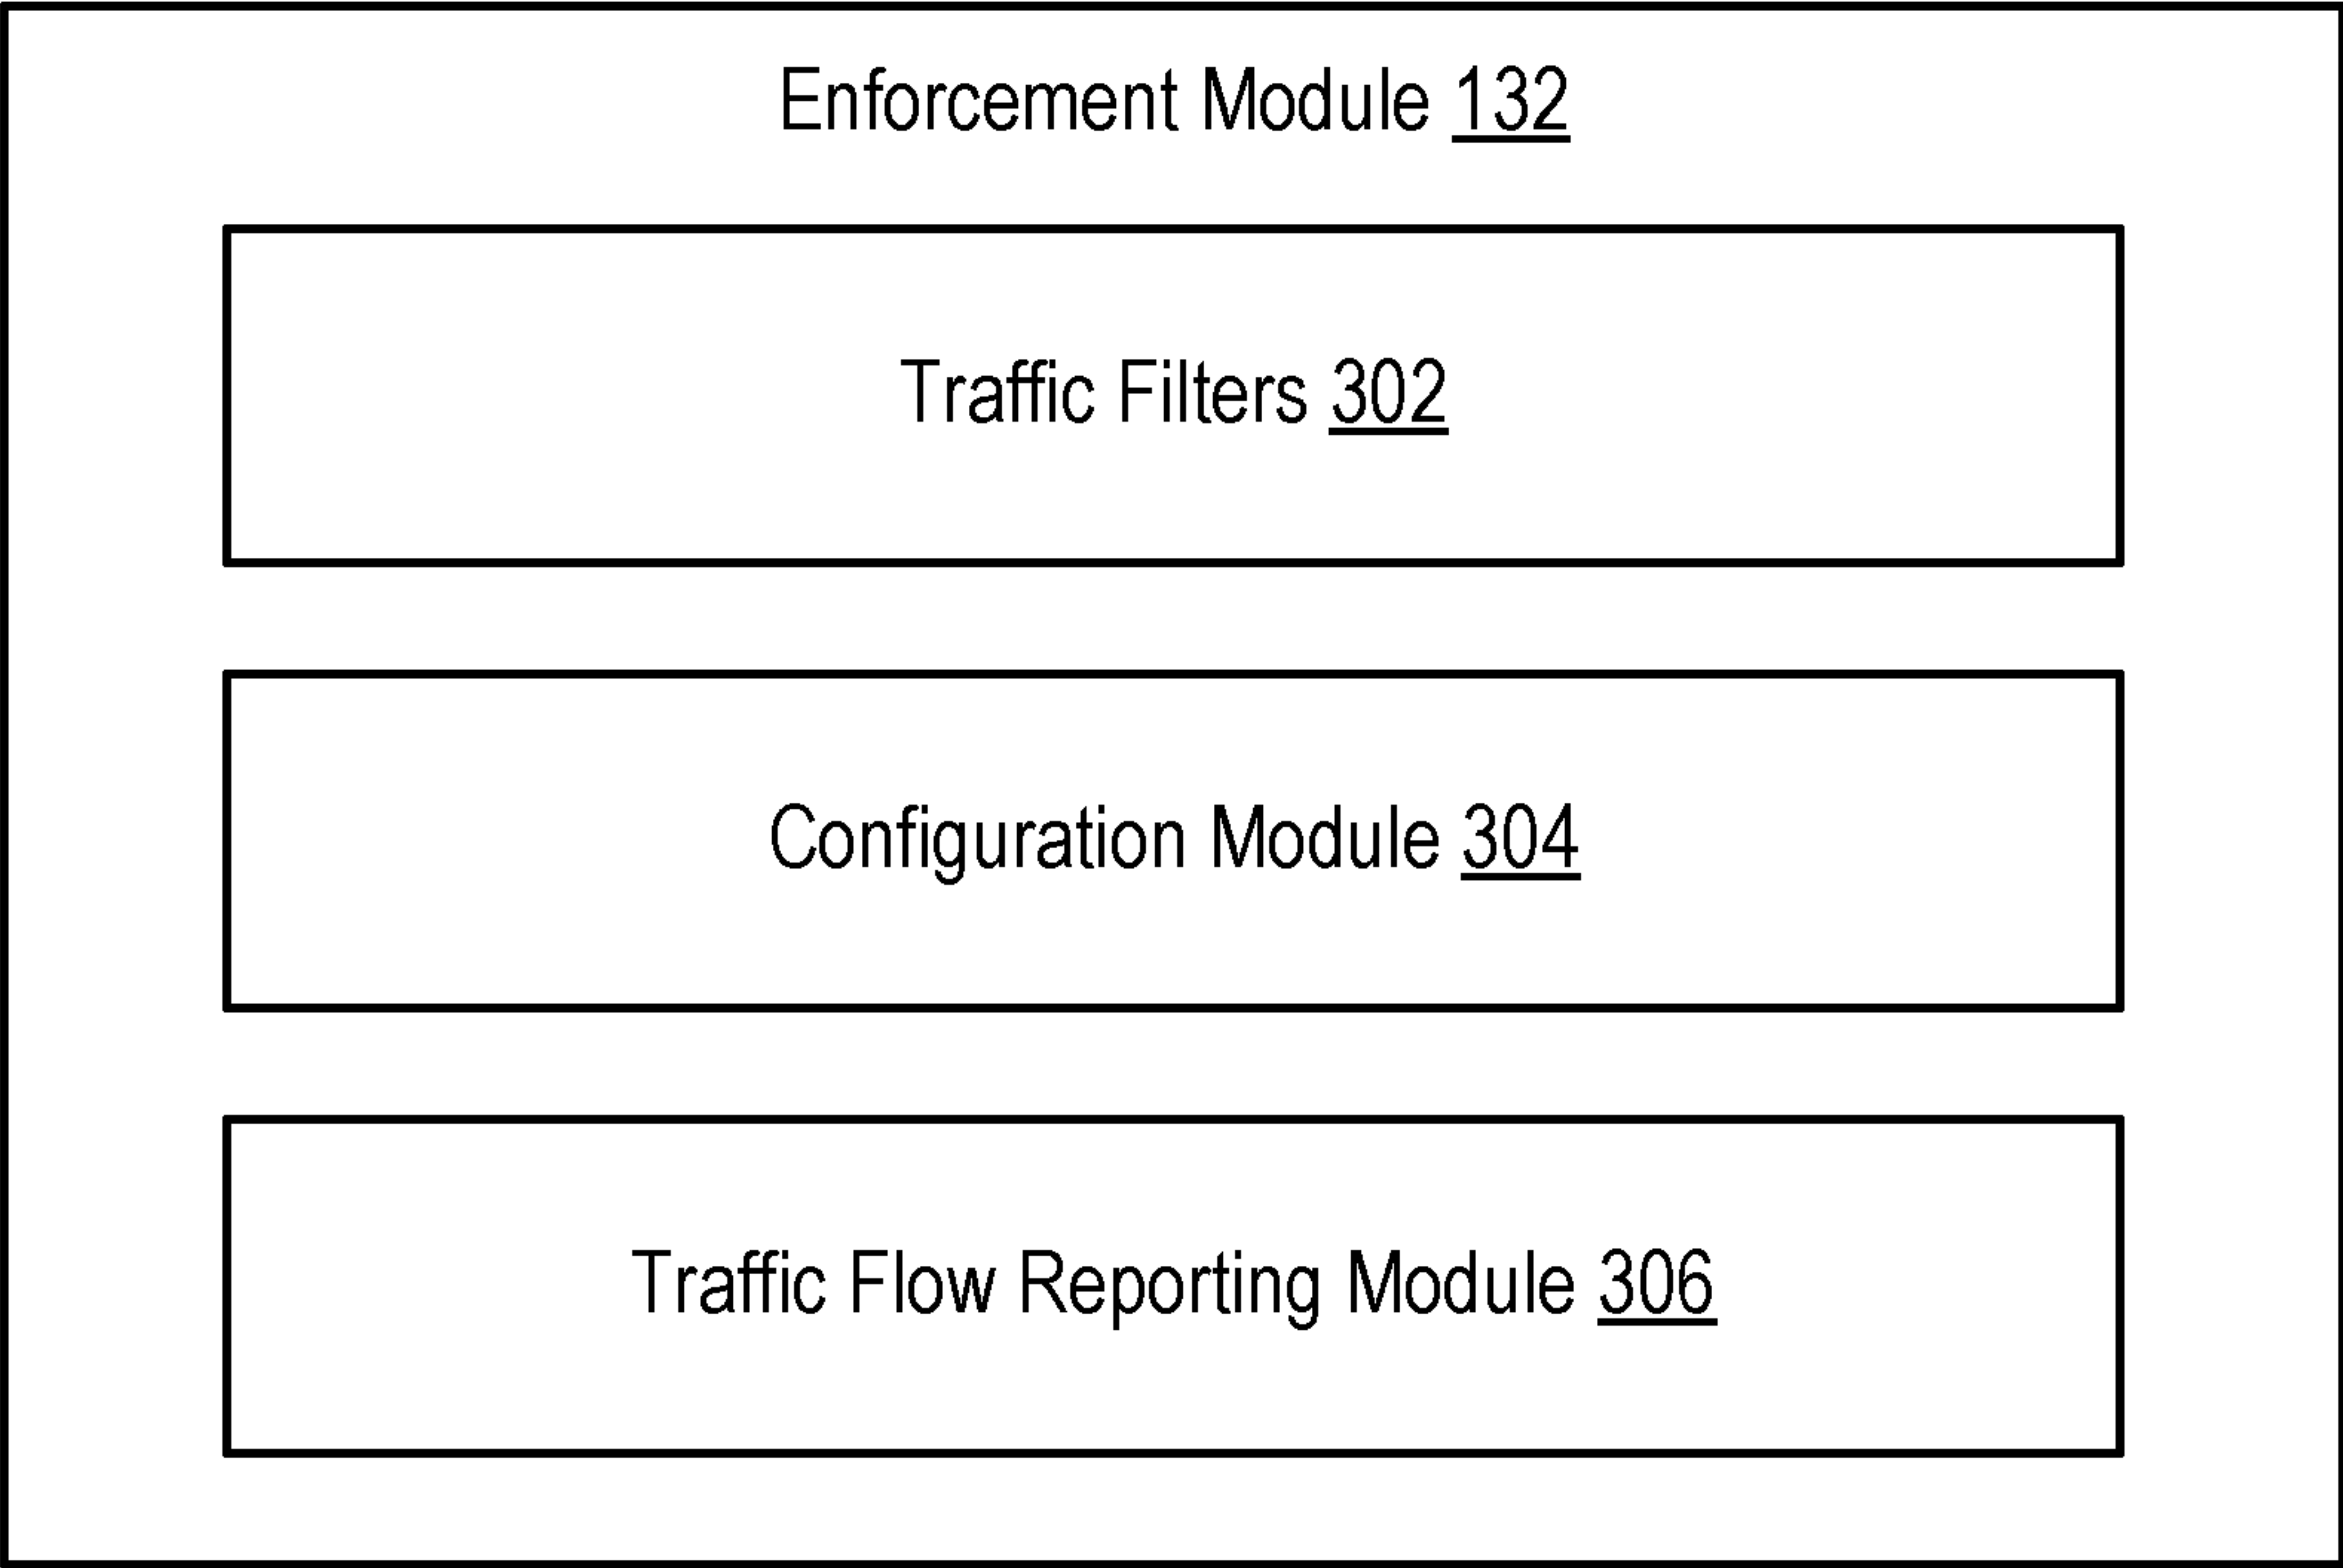 Enforcement Module 132
Traffic Filters 302
Configuration Module 304
Traffic Flow Reporting Module 306